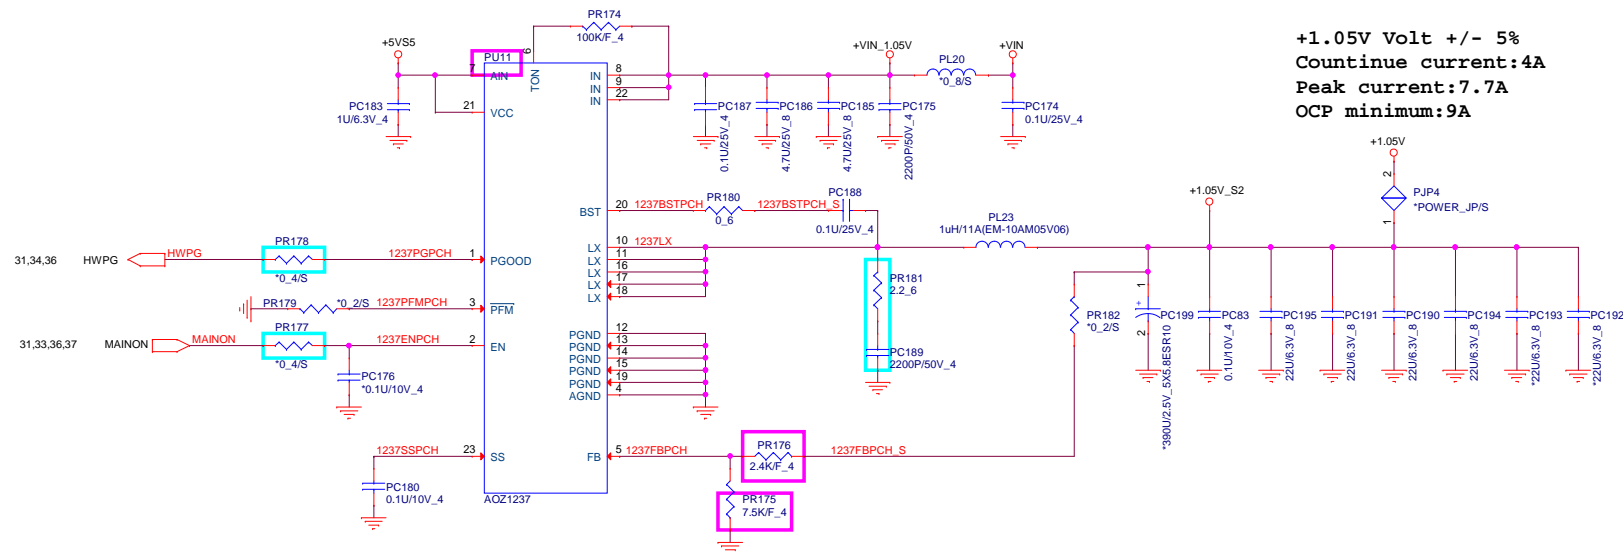 +1.05V Volt +/- 5%
Countinue current:4A
Peak current:7.7A
OCP minimum:9A
PR174
100K/F_4
+5VS5
PU11
6
TON
7
AIN
21
VCC
PC183
1U/6.3V_4
8
IN
9
IN
22
IN
+VIN_1.05V
PL20
*0_8/S
+VIN
PC187
0.1U/25V_4
PC186
4.7U/25V_8
PC185
4.7U/25V_8
PC175
2200P/50V_4
PC174
0.1U/25V_4
+1.05V
2
PJP4
*POWER_JP/S
1
+1.05V_S2
BST
20
1237BSTPCH
PR180
0_6
1237BSTPCH_S
PC188
0.1U/25V_4
PL23
1uH/11A(EM-10AM05V06)
LX
10
1237LX
LX
11
LX
16
LX
17
LX
18
31,34,36
HWPG
HWPG
PR178
*0_4/S
1237PGPCH
1
PGOOD
PR179
*0_2/S
1237PFMPCH
3
PFM
31,33,36,37
MAINON
MAINON
PR177
*0_4/S
1237ENPCH
2
EN
PC176
*0.1U/10V_4
PGND
12
PGND
13
PGND
14
PGND
15
PGND
19
AGND
4
PR181
2.2_6
PC189
2200P/50V_4
PR182
*0_2/S
1
+
2
PC199
*390U/2.5V_5X5.8ESR10
PC83
0.1U/10V_4
PC195
22U/6.3V_8
PC191
22U/6.3V_8
PC190
22U/6.3V_8
PC194
22U/6.3V_8
PC193
*22U/6.3V_8
PC192
*22U/6.3V_8
1237SSPCH
23
SS
PC180
0.1U/10V_4
FB
5
1237FBPCH
PR176
2.4K/F_4
1237FBPCH_S
PR175
7.5K/F_4
AOZ1237